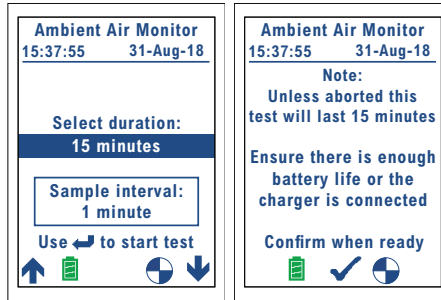 Ambient Air Monitor
15:37:55 31-Aug-18
Select duration:
15 minutes
Sample interval:
1 minute
Use to start test
Ambient Air Monitor
15:37:55 31-Aug-18
Note:
Unless aborted this
test will last 15 minutes
Ensure there is enough
battery life or the
charger is connected
Confirm when ready